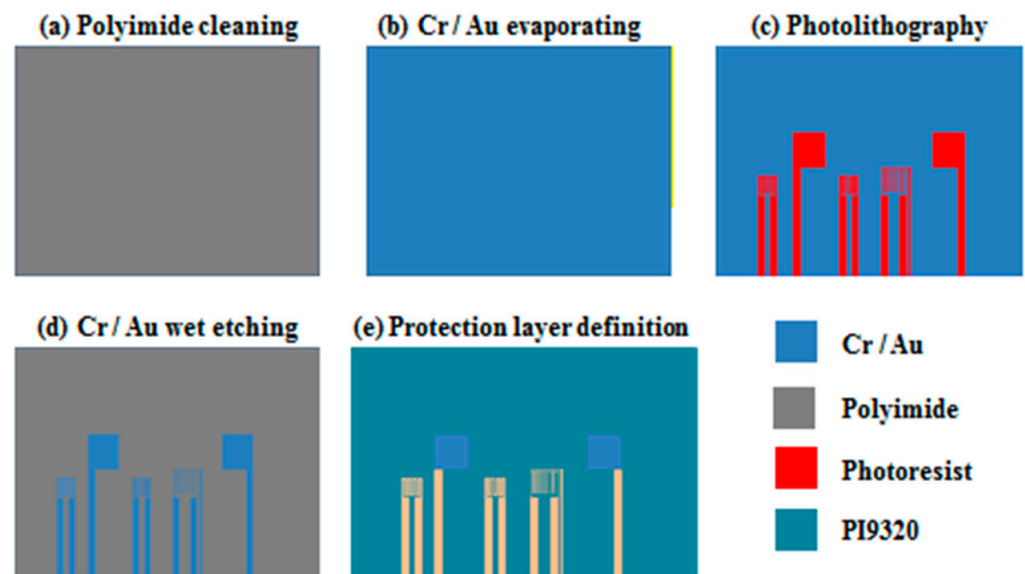 (a) Polyimide cleaning
(b) Cr / Au evaporating
(c) Photolithography
(d) Cr / Au wet etching
(e) Protection layer definition
Cr / Au
Polyimide
Photoresist
PI9320